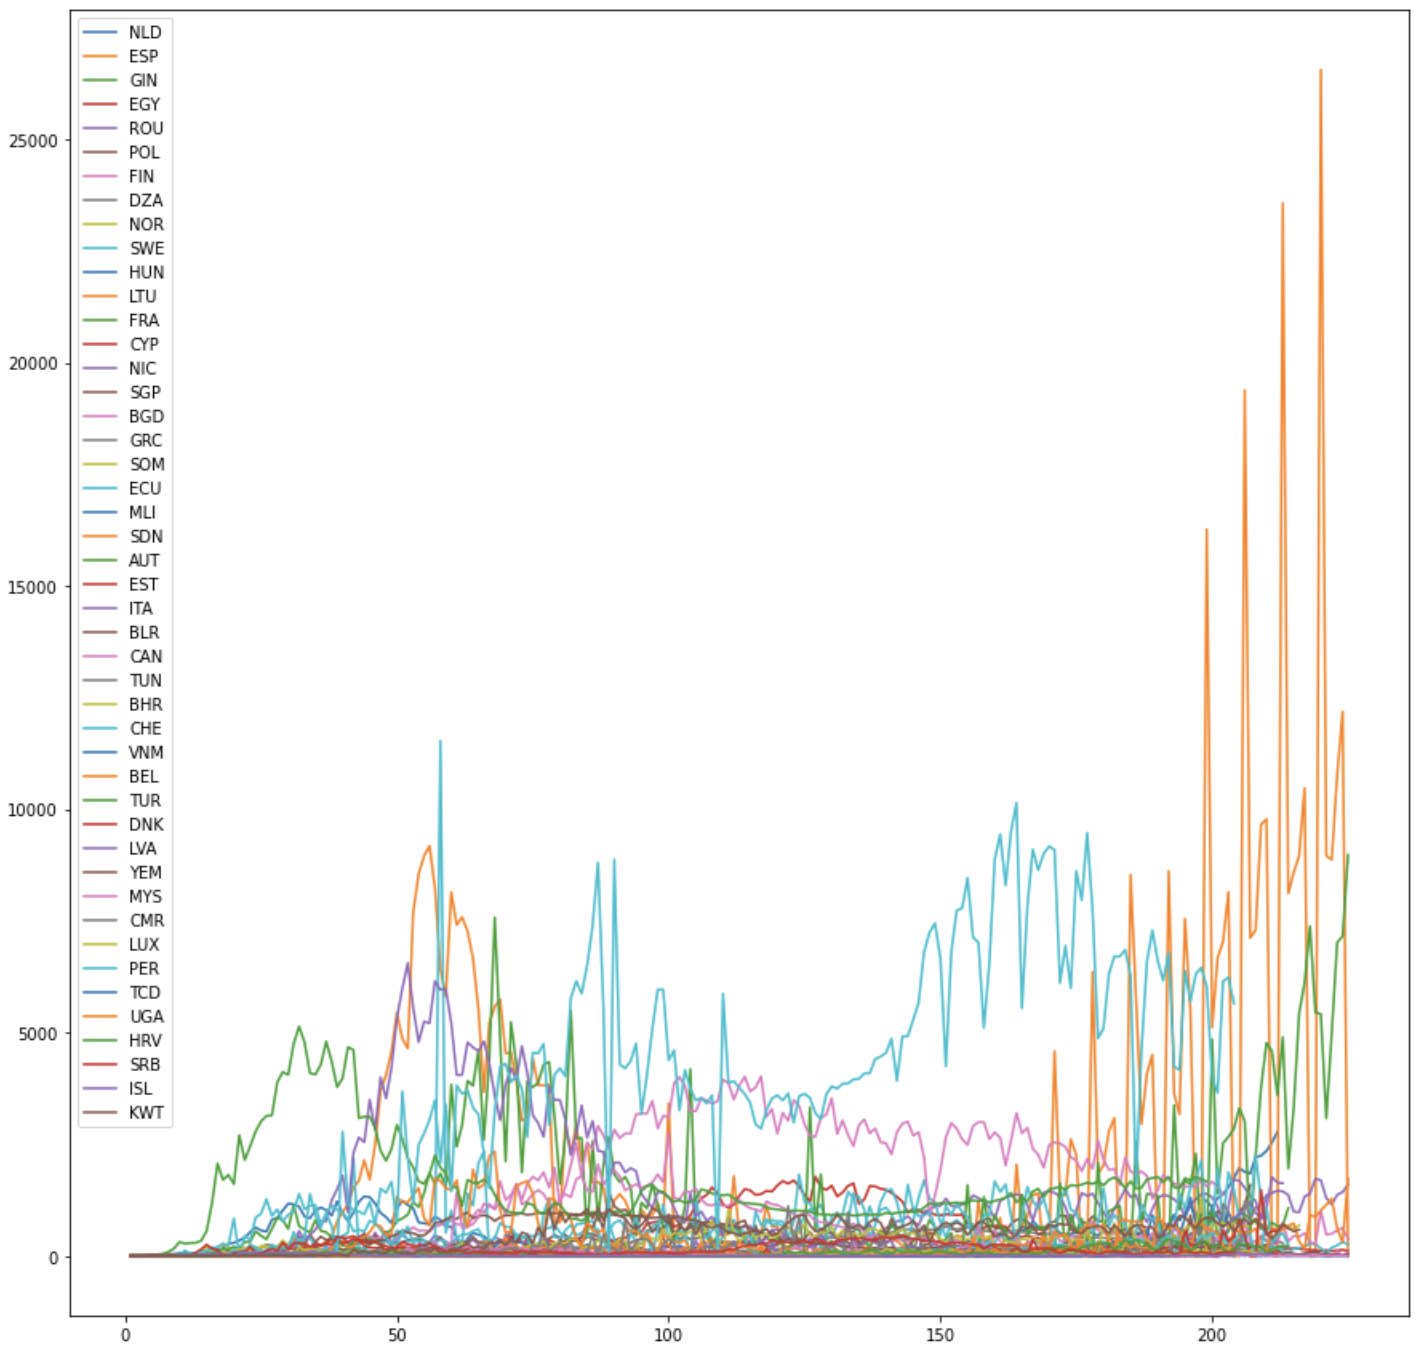 NLD
ESP
GIN
EGY
ROU
POL
FIN
DZA
NOR
SWE
HUN
LTU
FRA
CYP
NIC
SGP
BGD
GRC
SOM
ECU
MLI
SDN
AUT
EST
ITA
BLR
CAN
TUN
BHR
CHE
VNM
BEL
TUR
DNK
LVA
YEM
MYS
CMR
LUX
PER
TCD
UGA
HRV
SRB
ISL
KWT
25000
20000
15000
10000
5000
0
0 50 100 150 200